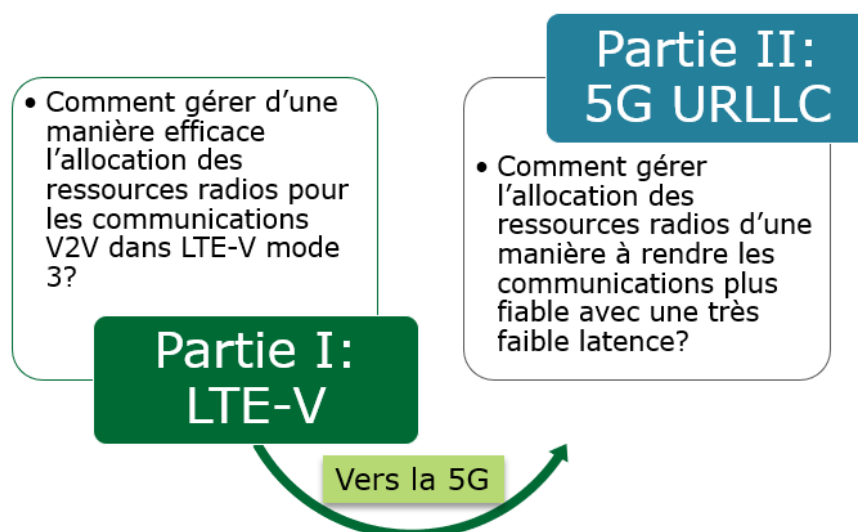 • Comment gérer d’une
manière efficace
l’allocation des
ressources radios pour
les communications
V2V dans LTE-V mode
3?
Partie I:
LTE-V
Partie II:
5G URLLC
• Comment gérer
l’allocation des
ressources radios d’une
manière à rendre les
communications plus
fiable avec une très
faible latence?
Vers la 5G